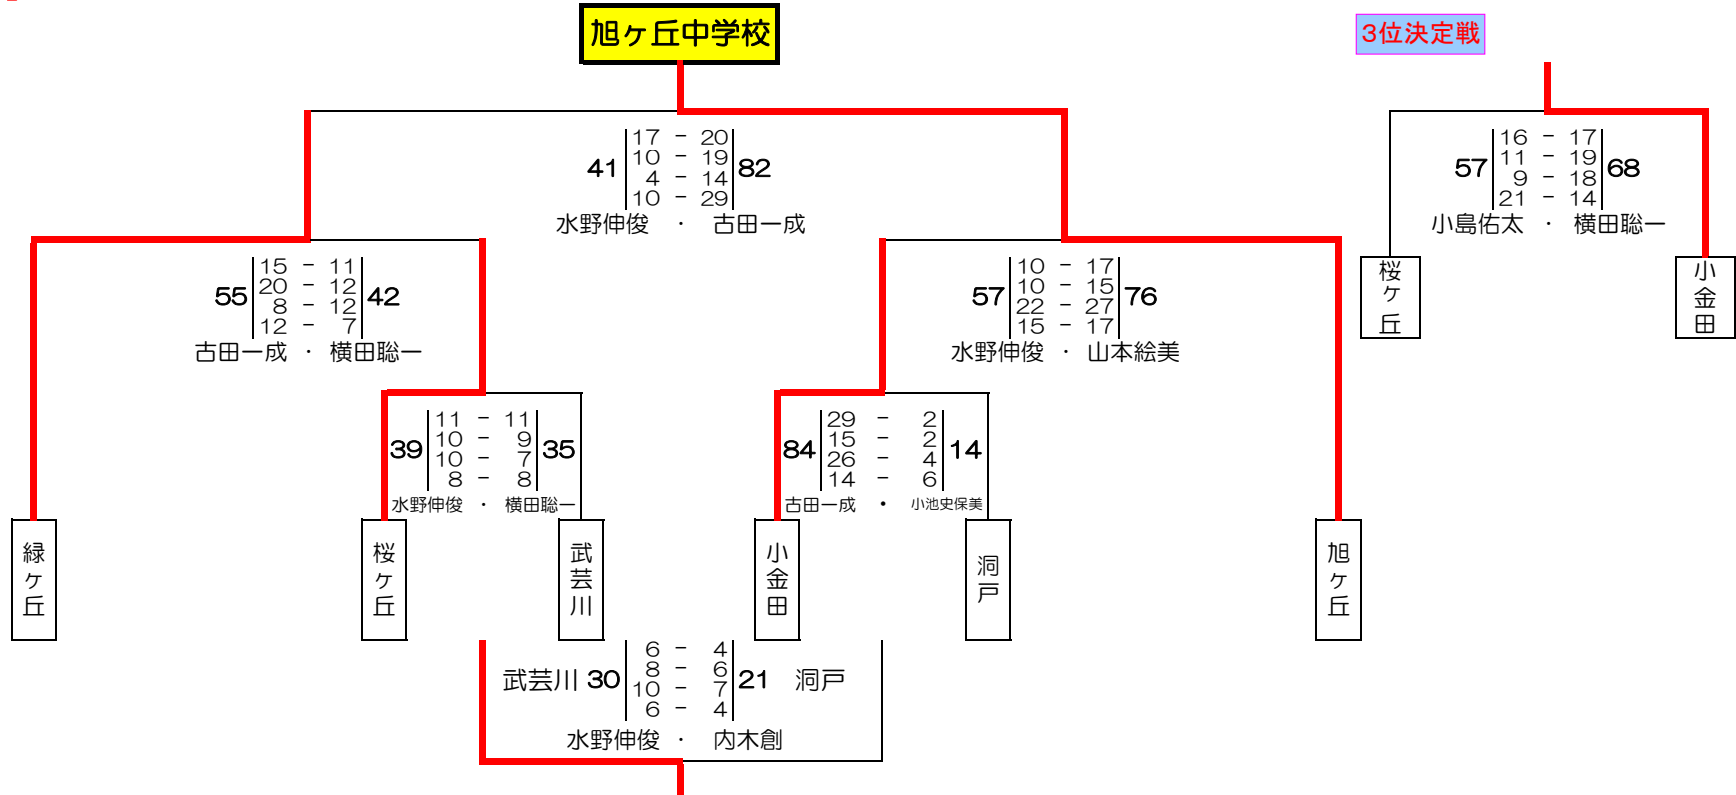 旭ヶ丘中学校
3位決定戦
41 17 - 20 82
10 - 19
4 - 14
10 - 29
水野伸俊 ・ 古田一成
57 16 - 17 68
11 - 19
9 - 18
21 - 14
小島佑太 ・ 横田聡一
桜ヶ丘
小金田
55 15 - 11 42
20 - 12
8 - 12
12 - 7
古田一成 ・ 横田聡一
57 10 - 17 76
10 - 15
22 - 27
15 - 17
水野伸俊 ・ 山本絵美
39 11 - 11 35
10 - 9
10 - 7
8 - 8
水野伸俊 ・ 横田聡一
84 29 - 2 14
15 - 2
26 - 4
14 - 6
古田一成 ・ 小池史保美
緑ヶ丘
桜ヶ丘
武芸川
小金田
洞戸
旭ヶ丘
武芸川 30 6 - 4 21 洞戸
8 - 6
10 - 7
6 - 4
水野伸俊 ・ 内木創